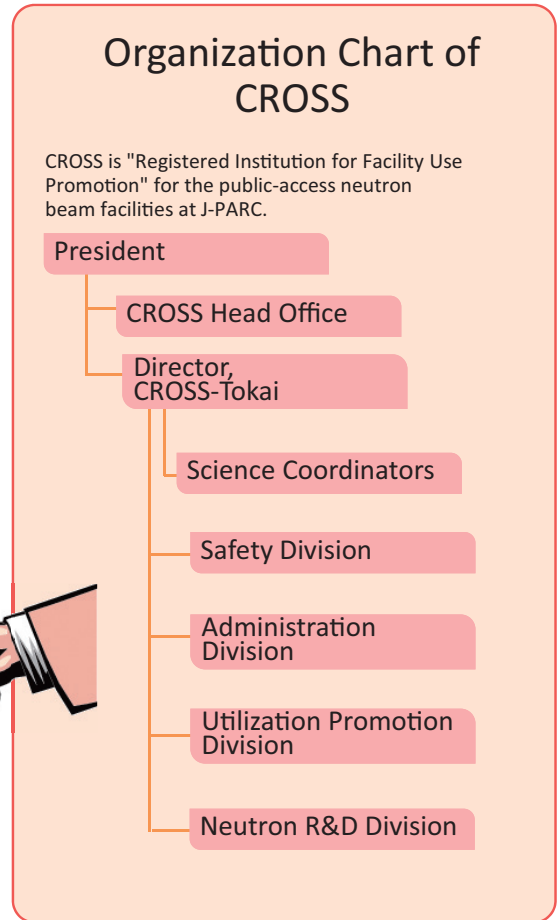 Organization Chart of
CROSS
CROSS is "Registered Institution for Facility Use
Promotion" for the public-access neutron
beam facilities at J-PARC.
President
CROSS Head Office
Director,
CROSS-Tokai
Science Coordinators
Safety Division
Administration
Division
Utilization Promotion
Division
Neutron R&D Division